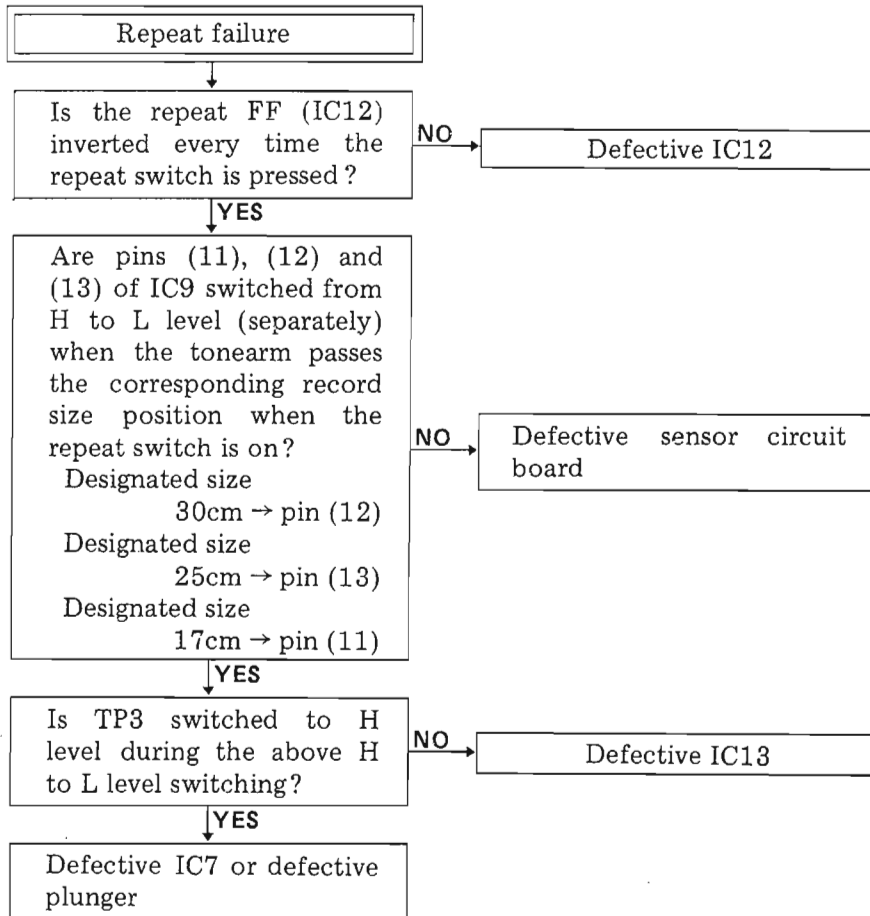 Repeat failure
Is the repeat FF (IC12)
inverted every time the
repeat switch is pressed?
NO
Defective IC12
YES
Are pins (11), (12) and
(13) of IC9 switched from
H to L level (separately)
when the tonearm passes
the corresponding record
size position when the
repeat switch is on?
Designated size
30cm → pin (12)
Designated size
25cm → pin (13)
Designated size
17cm → pin (11)
NO
Defective sensor circuit
board
YES
Is TP3 switched to H
level during the above H
to L level switching?
NO
Defective IC13
YES
Defective IC7 or defective
plunger